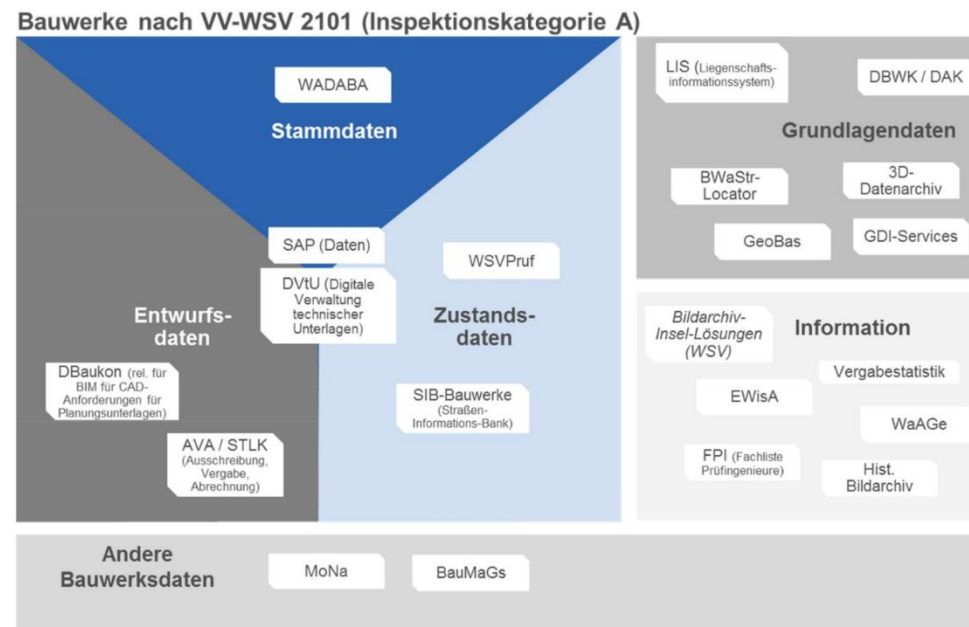 Bauwerke nach VV-WSV 2101 (Inspektionskategorie A)
WADABA
Stammdaten
SAP (Daten)
DVtU (Digitale
Verwaltung
technischer
Unterlagen)
Entwurfs-
daten
DBaukon (rel. für
BIM für CAD-
Anforderungen für
Planungsunterlagen)
AVA / STLK
(Ausschreibung,
Vergabe,
Abrechnung)
WSVPruf
Zustands-
daten
SIB-Bauwerke
(Straßen-
Informations-Bank)
LIS (Liegenschafts-
informationssystem)
DBWK / DAK
Grundlagendaten
BWaStr-
Locator
3D-
Datenarchiv
GeoBas
GDI-Services
Bildarchiv-
Insel-Lösungen
(WSV)
Information
Vergabestatistik
EWisA
WaAGe
FPI (Fachliste
Prüfingenieure)
Hist.
Bildarchiv
Andere
Bauwerksdaten
MoNa
BauMaGs